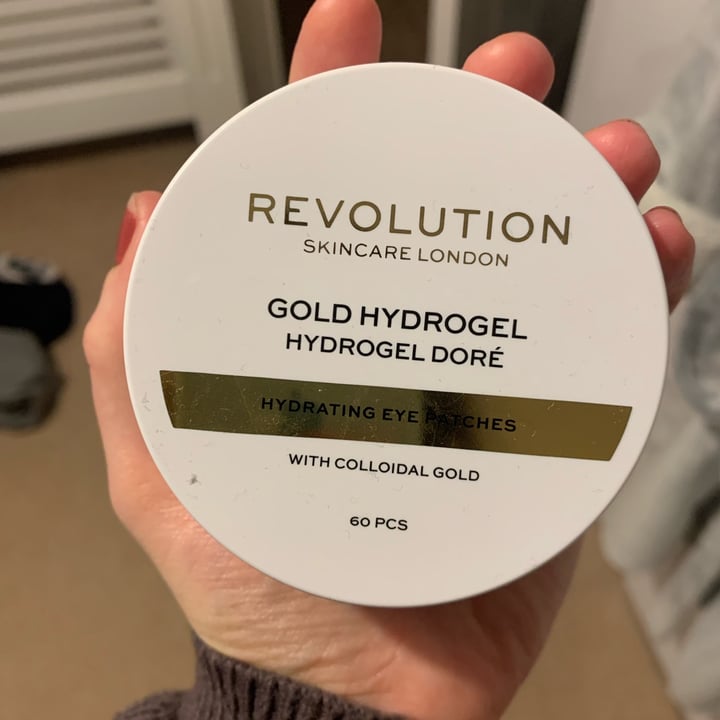 REVOLUTION
SKINCARE LONDON
GOLD HYDROGEL
HYDROGEL DORÉ
HYDRATING EYE PATCHES
WITH COLLOIDAL GOLD
60 PCS